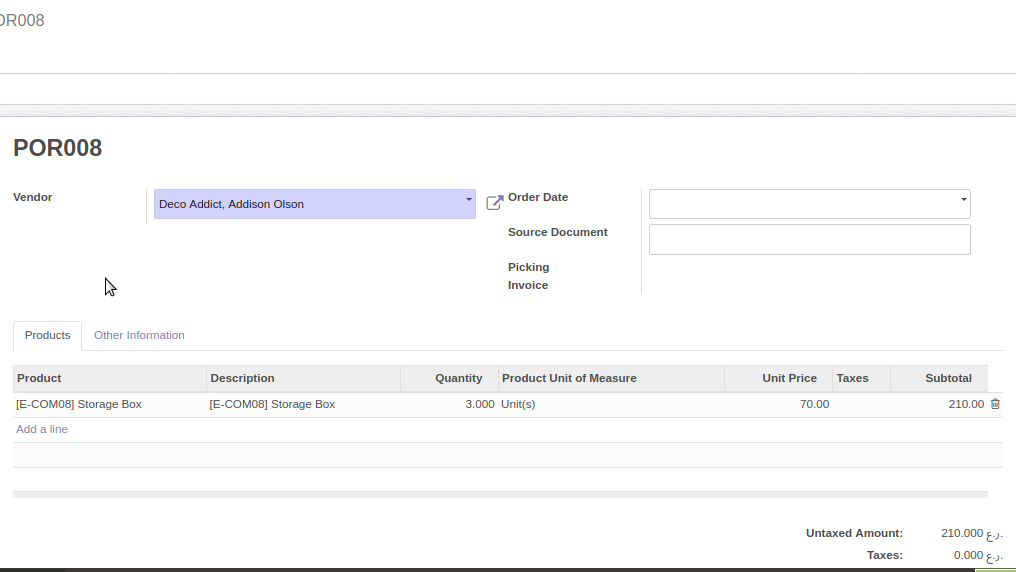 OR008
POR008
Vendor
Deco Addict, Addison Olson
Order Date
Source Document
Picking
Invoice
Products Other Information
Product Description Quantity Product Unit of Measure Unit Price Taxes Subtotal
[E-COM08] Storage Box [E-COM08] Storage Box 3.000 Unit(s) 70.00 210.00
Add a line
Untaxed Amount: 210.000 ر.ع.
Taxes: 0.000 ر.ع.